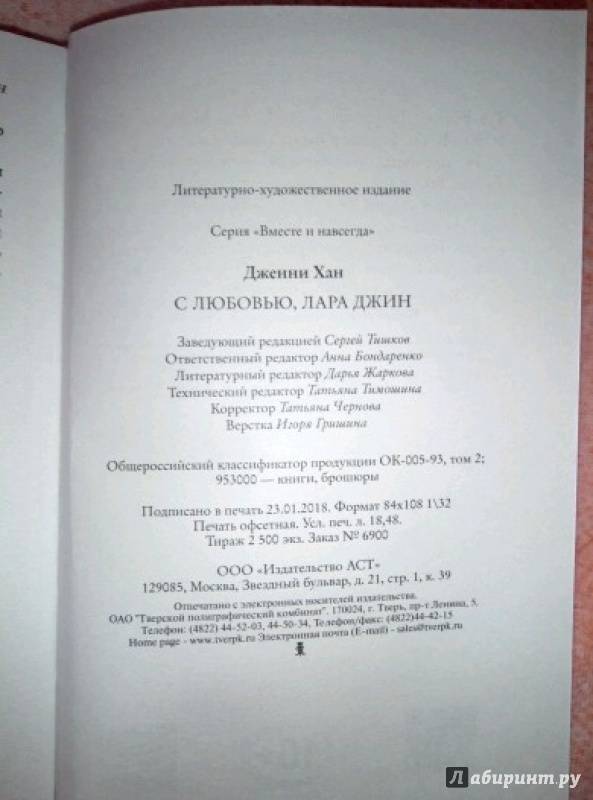 Литературно-художественное издание
Серия «Вместе и навсегда»
Дженни Хан
С ЛЮБОВЬЮ, ЛАРА ДЖИН
Заведующий редакцией Сергей Тишков
Ответственный редактор Анна Бондаренко
Литературный редактор Дарья Жаркова
Технический редактор Татьяна Тимошина
Корректор Татьяна Чернова
Верстка Игоря Гришина
Общероссийский классификатор продукции ОК-005-93, том 2;
953000 — книги, брошюры
Подписано в печать 23.01.2018. Формат 84x108 1\32
Печать офсетная. Усл. печ. л. 18,48.
Тираж 2 500 экз. Заказ № 6900
ООО «Издательство АСТ»
129085, Москва, Звездный бульвар, д. 21, стр. 1, к. 39
Отпечатано с электронных носителей издательства.
ОАО "Тверской полиграфический комбинат". 170024, г. Тверь, пр-т Ленина, 5.
Телефон: (4822) 44-52-03, 44-50-34, Телефон/факс: (4822)44-42-15
Home page - www.tverpk.ru Электронная почта (E-mail) - sales@tverpk.ru
Лабиринт.ру